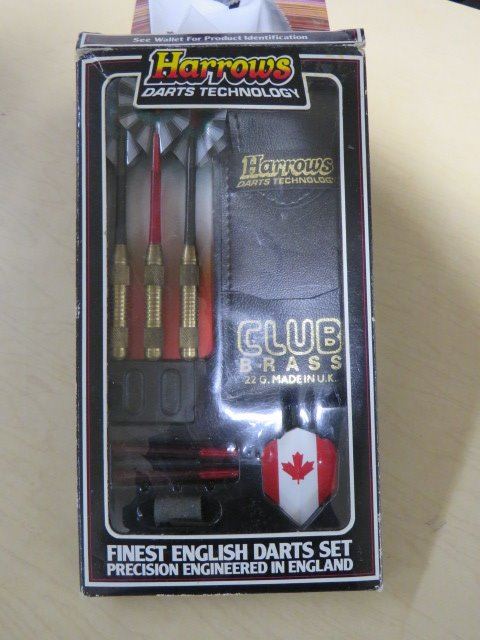 See Wallet For Product Identification
Harrows
DARTS TECHNOLOGY
Harrows
DARTS TECHNOLOGY
CLUB
BRASS
22 G. MADE IN U.K.
FINEST ENGLISH DARTS SET
PRECISION ENGINEERED IN ENGLAND